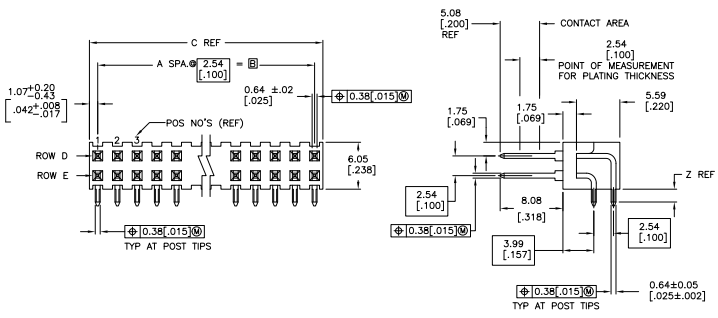 C REF
A SPA.@ 2.54 [.100] = B
1.07 +0.20 -0.43
[.042 +.008 -.017]
0.64 ±.02
[.025]
⌖ 0.38[.015]Ⓜ
POS NO'S (REF)
1 2 3
ROW D
ROW E
6.05
[.238]
⌖ 0.38[.015]Ⓜ
TYP AT POST TIPS
5.08
[.200]
REF
CONTACT AREA
2.54
[.100]
POINT OF MEASUREMENT
FOR PLATING THICKNESS
1.75
[.069]
1.75
[.069]
5.59
[.220]
2.54
[.100]
8.08
[.318]
⌖ 0.38[.015]Ⓜ
3.99
[.157]
Z REF
2.54
[.100]
⌖ 0.38[.015]Ⓜ
TYP AT POST TIPS
0.64±0.05
[.025±.002]